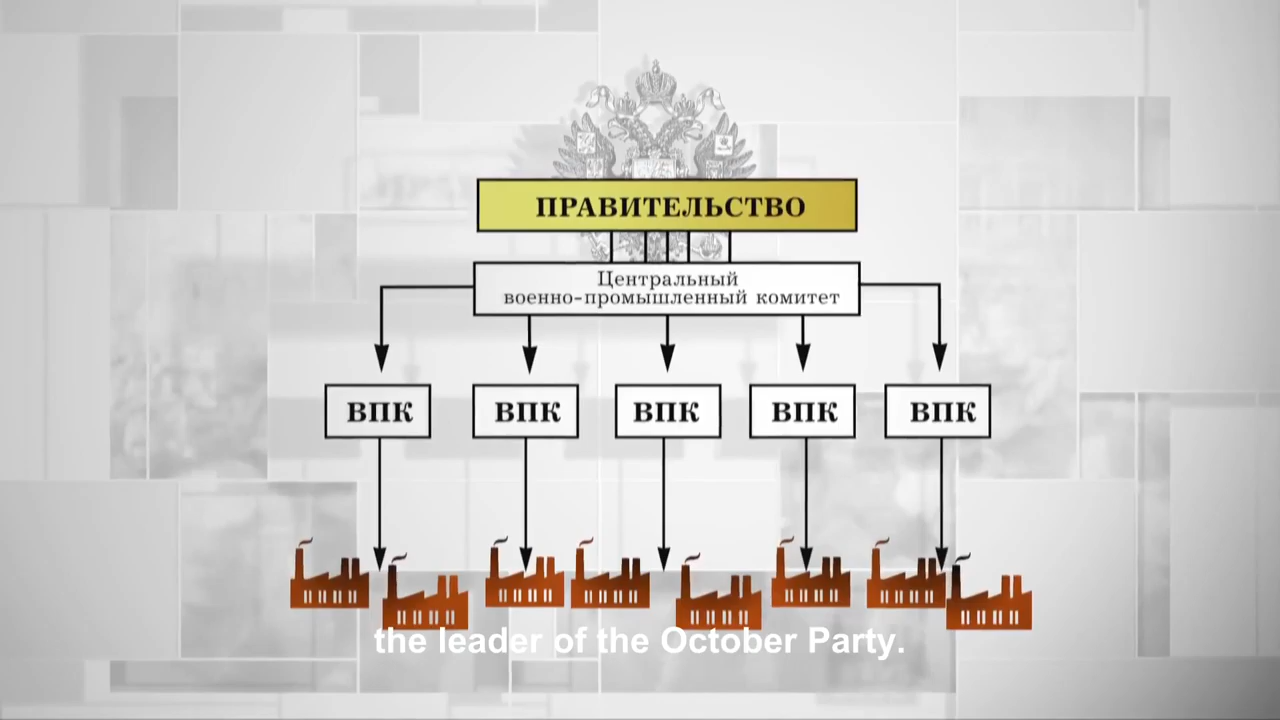 ПРАВИТЕЛЬСТВО
Центральный
военно-промышленный комитет
ВПК ВПК ВПК ВПК ВПК
the leader of the October Party.